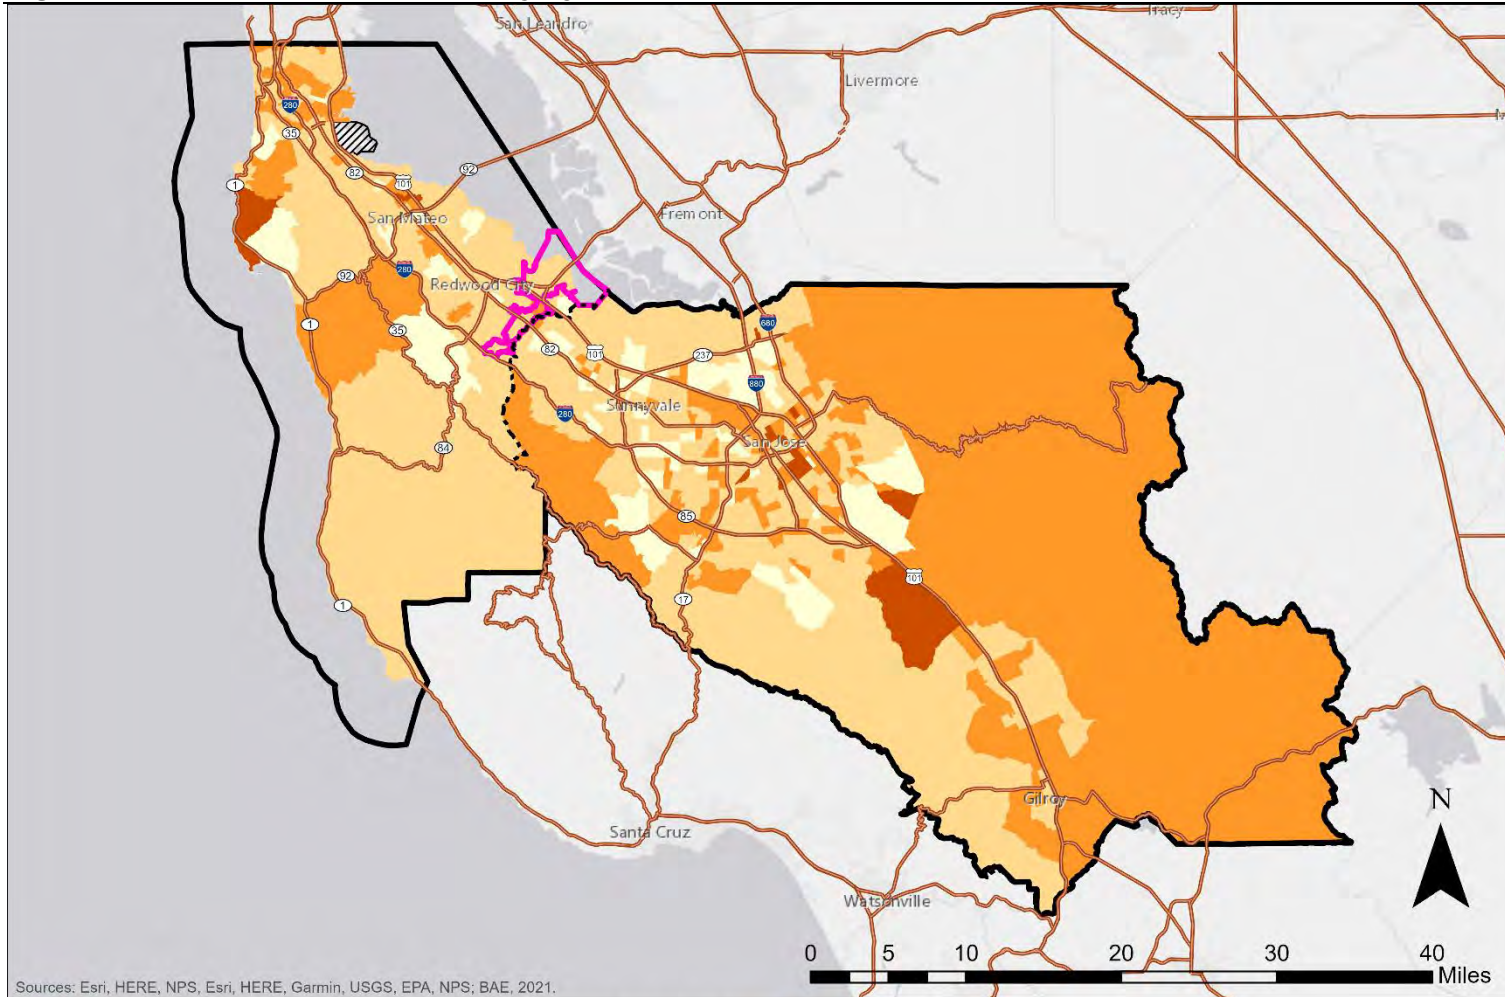 San Leandro
Tracy
Livermore
280
35
82
101
92
1
San Mateo
Fremont
92
280
Redwood City
1
35
82
101
237
680
880
280
Sunnyvale
San Jose
84
85
101
17
1
Gilroy
Santa Cruz
Watsonville
N
0 5 10 20 30 40
Miles
Sources: Esri, HERE, NPS, Esri, HERE, Garmin, USGS, EPA, NPS; BAE, 2021.